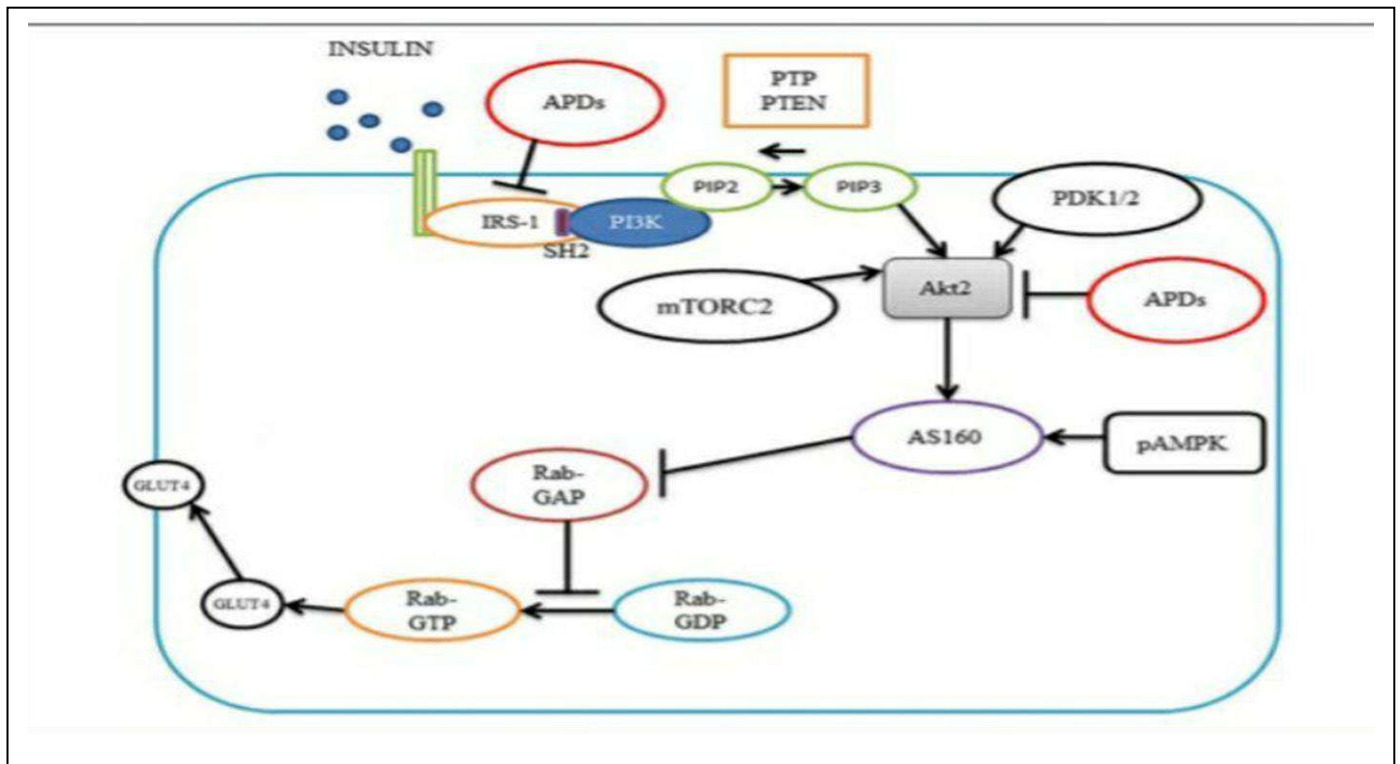 INSULIN
APDs
PTP
PTEN
PIP2
PIP3
PDK1/2
IRS-1
PI3K
SH2
mTORC2
Akt2
APDs
AS160
pAMPK
Rab-
GAP
GLUT4
GLUT4
Rab-
GTP
Rab-
GDP